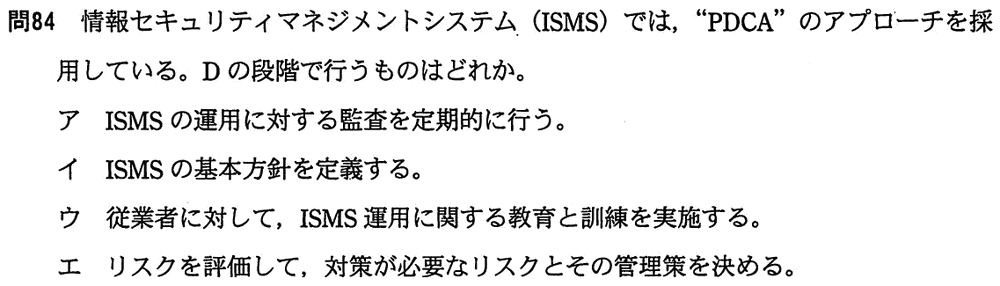 問84 情報セキュリティマネジメントシステム（ISMS）では，“PDCA”のアプローチを採
用している。Dの段階で行うものはどれか。
ア ISMSの運用に対する監査を定期的に行う。
イ ISMSの基本方針を定義する。
ウ 従業者に対して，ISMS運用に関する教育と訓練を実施する。
エ リスクを評価して，対策が必要なリスクとその管理策を決める。